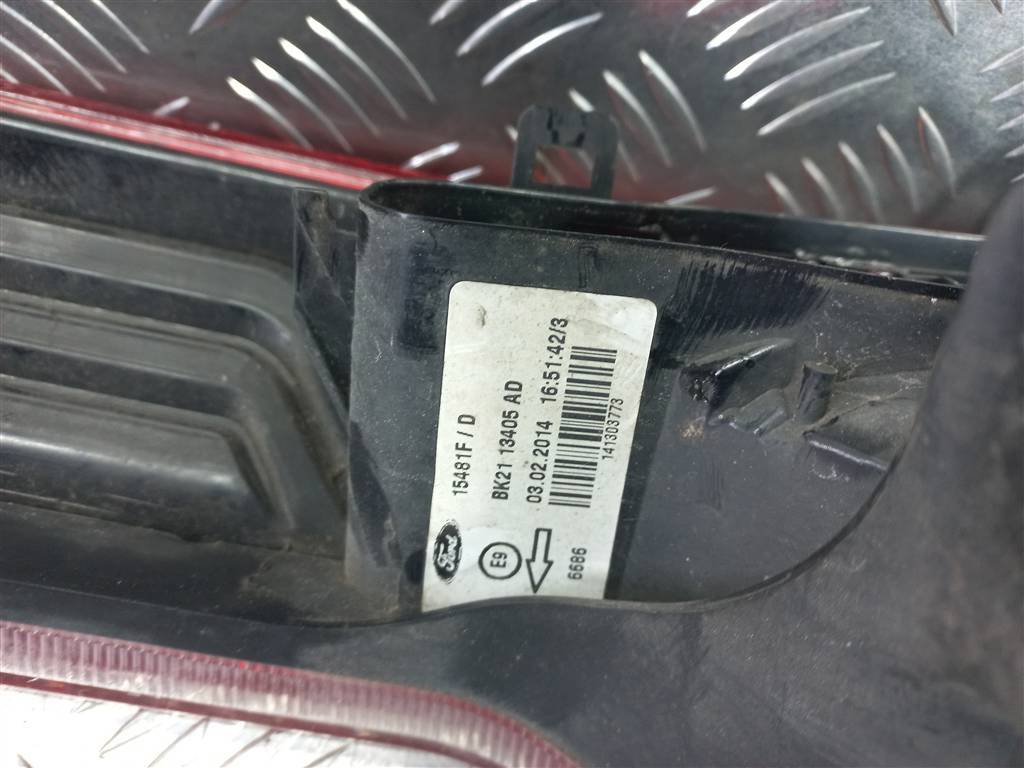 15481F / D
BK21 13405 AD
03.02.2014 16:51:42/3
141303773
Ford
E9
6686